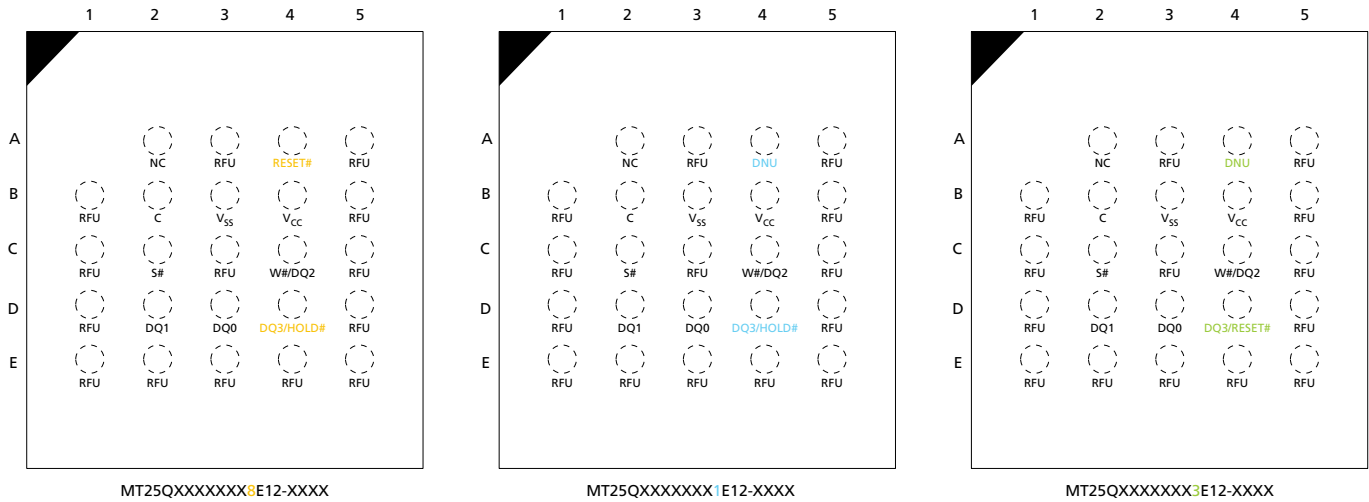 1 2 3 4 5 1 2 3 4 5 1 2 3 4 5
A A A
NC RFU RESET# RFU NC RFU DNU RFU NC RFU DNU RFU
B B B
RFU C VSS VCC RFU RFU C VSS VCC RFU RFU C VSS VCC RFU
C C C
RFU S# RFU W#/DQ2 RFU RFU S# RFU W#/DQ2 RFU RFU S# RFU W#/DQ2 RFU
D D D
RFU DQ1 DQ0 DQ3/HOLD# RFU RFU DQ1 DQ0 DQ3/HOLD# RFU RFU DQ1 DQ0 DQ3/RESET# RFU
E E E
RFU RFU RFU RFU RFU RFU RFU RFU RFU RFU RFU RFU RFU RFU RFU
MT25QXXXXXXX8E12-XXXX MT25QXXXXXXX1E12-XXXX MT25QXXXXXXX3E12-XXXX